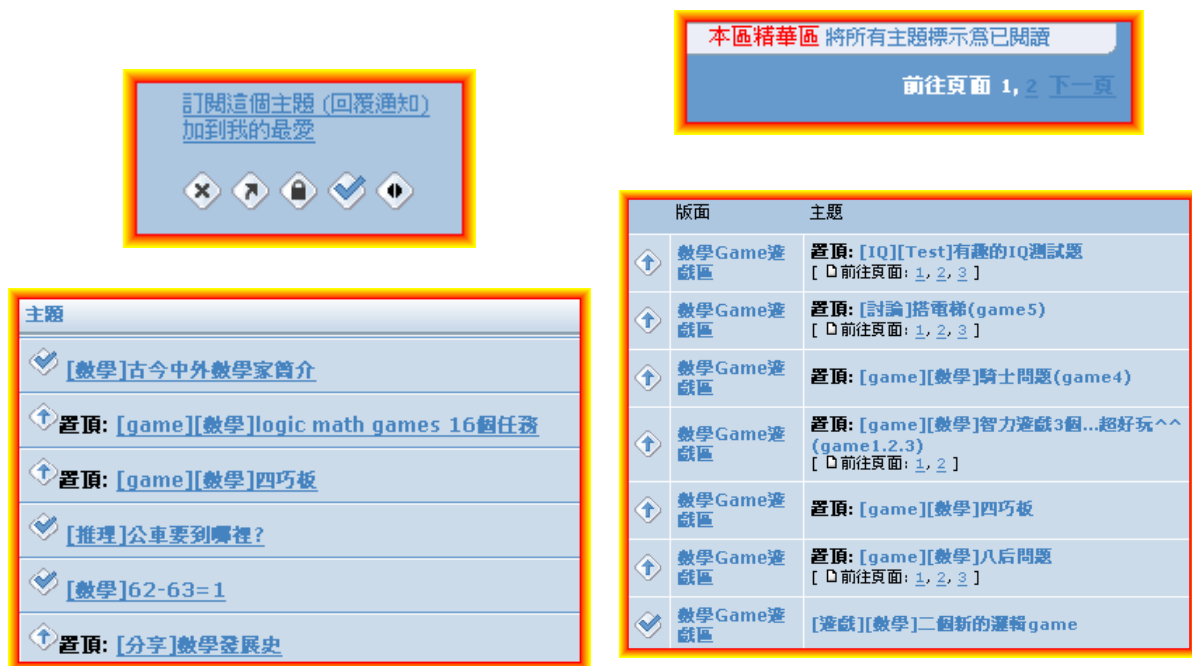 本區精華區 將所有主題標示為已閱讀
前往頁面 1, 2 下一頁
訂閱這個主題 (回覆通知)
加到我的最愛
主題
[數學]古今中外數學家簡介
置頂: [game][數學]logic math games 16個任務
置頂: [game][數學]四巧板
[推理]公車要到哪裡?
[數學]62-63=1
置頂: [分享]數學發展史
版面 主題
數學Game遊
戲區
置頂: [IQ][Test]有趣的IQ測試題
[ 前往頁面: 1, 2, 3 ]
數學Game遊
戲區
置頂: [討論]搭電梯(game5)
[ 前往頁面: 1, 2, 3 ]
數學Game遊
戲區
置頂: [game][數學]騎士問題(game4)
數學Game遊
戲區
置頂: [game][數學]智力遊戲3個...超好玩^^
(game1.2.3)
[ 前往頁面: 1, 2 ]
數學Game遊
戲區
置頂: [game][數學]四巧板
數學Game遊
戲區
置頂: [game][數學]八后問題
[ 前往頁面: 1, 2, 3 ]
數學Game遊
戲區
[遊戲][數學]二個新的邏輯game